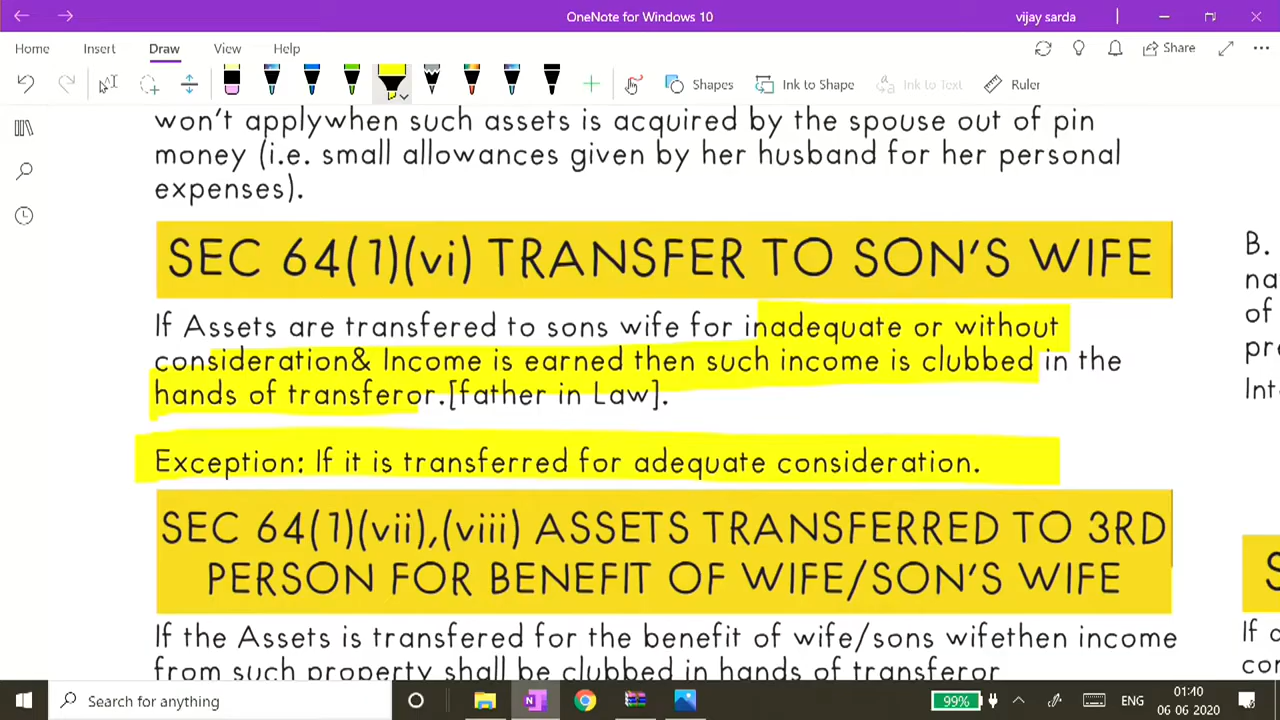 OneNote for Windows 10
vijay sarda
Home Insert Draw View Help
Share
Shapes Ink to Shape Ink to Text Ruler
won't applywhen such assets is acquired by the spouse out of pin
money (i.e. small allowances given by her husband for her personal
expenses).
SEC 64(1)(vi) TRANSFER TO SON'S WIFE
If Assets are transfered to sons wife for inadequate or without
consideration& Income is earned then such income is clubbed in the
hands of transferor.[father in Law].
Exception: If it is transferred for adequate consideration.
SEC 64(1)(vii),(viii) ASSETS TRANSFERRED TO 3RD
PERSON FOR BENEFIT OF WIFE/SON'S WIFE
If the Assets is transfered for the benefit of wife/sons wifethen income
from such property shall be clubbed in hands of transferor
B.
na
of
pre
Int
S
If
co
Search for anything
99%
ENG
01:40
06-06-2020